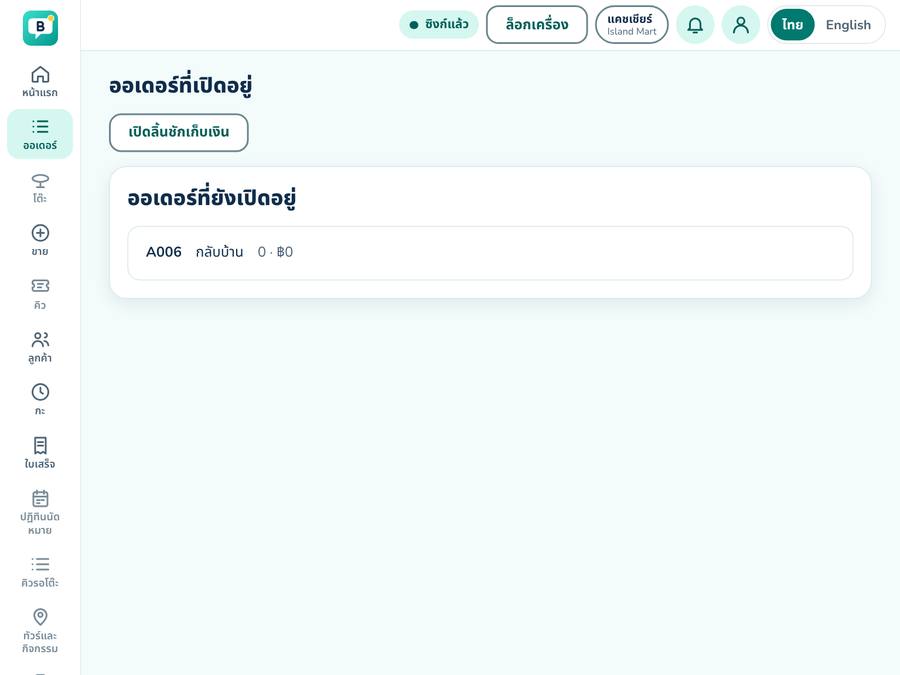 B
ซิงก์แล้ว
ล็อกเครื่อง
แคชเชียร์
Island Mart
ไทย
English
หน้าแรก
ออเดอร์
โต๊ะ
ขาย
คิว
ลูกค้า
กะ
ใบเสร็จ
ปฏิทินนัด
หมาย
คิวรอโต๊ะ
ทัวร์และ
กิจกรรม
ออเดอร์ที่เปิดอยู่
เปิดลิ้นชักเก็บเงิน
ออเดอร์ที่ยังเปิดอยู่
A006 กลับบ้าน 0 · ฿0